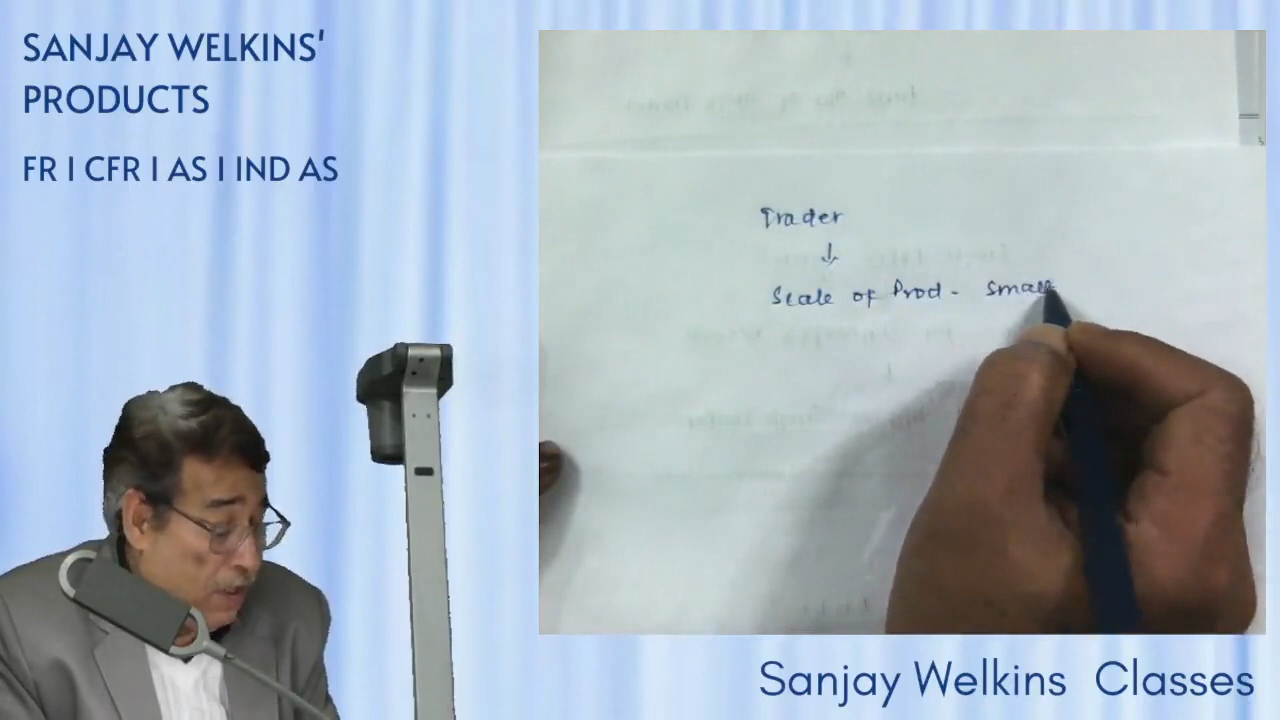 SANJAY WELKINS'
PRODUCTS
FR I CFR I AS I IND AS
Trader
↓
Scale of Prod - Small
Sanjay Welkins Classes